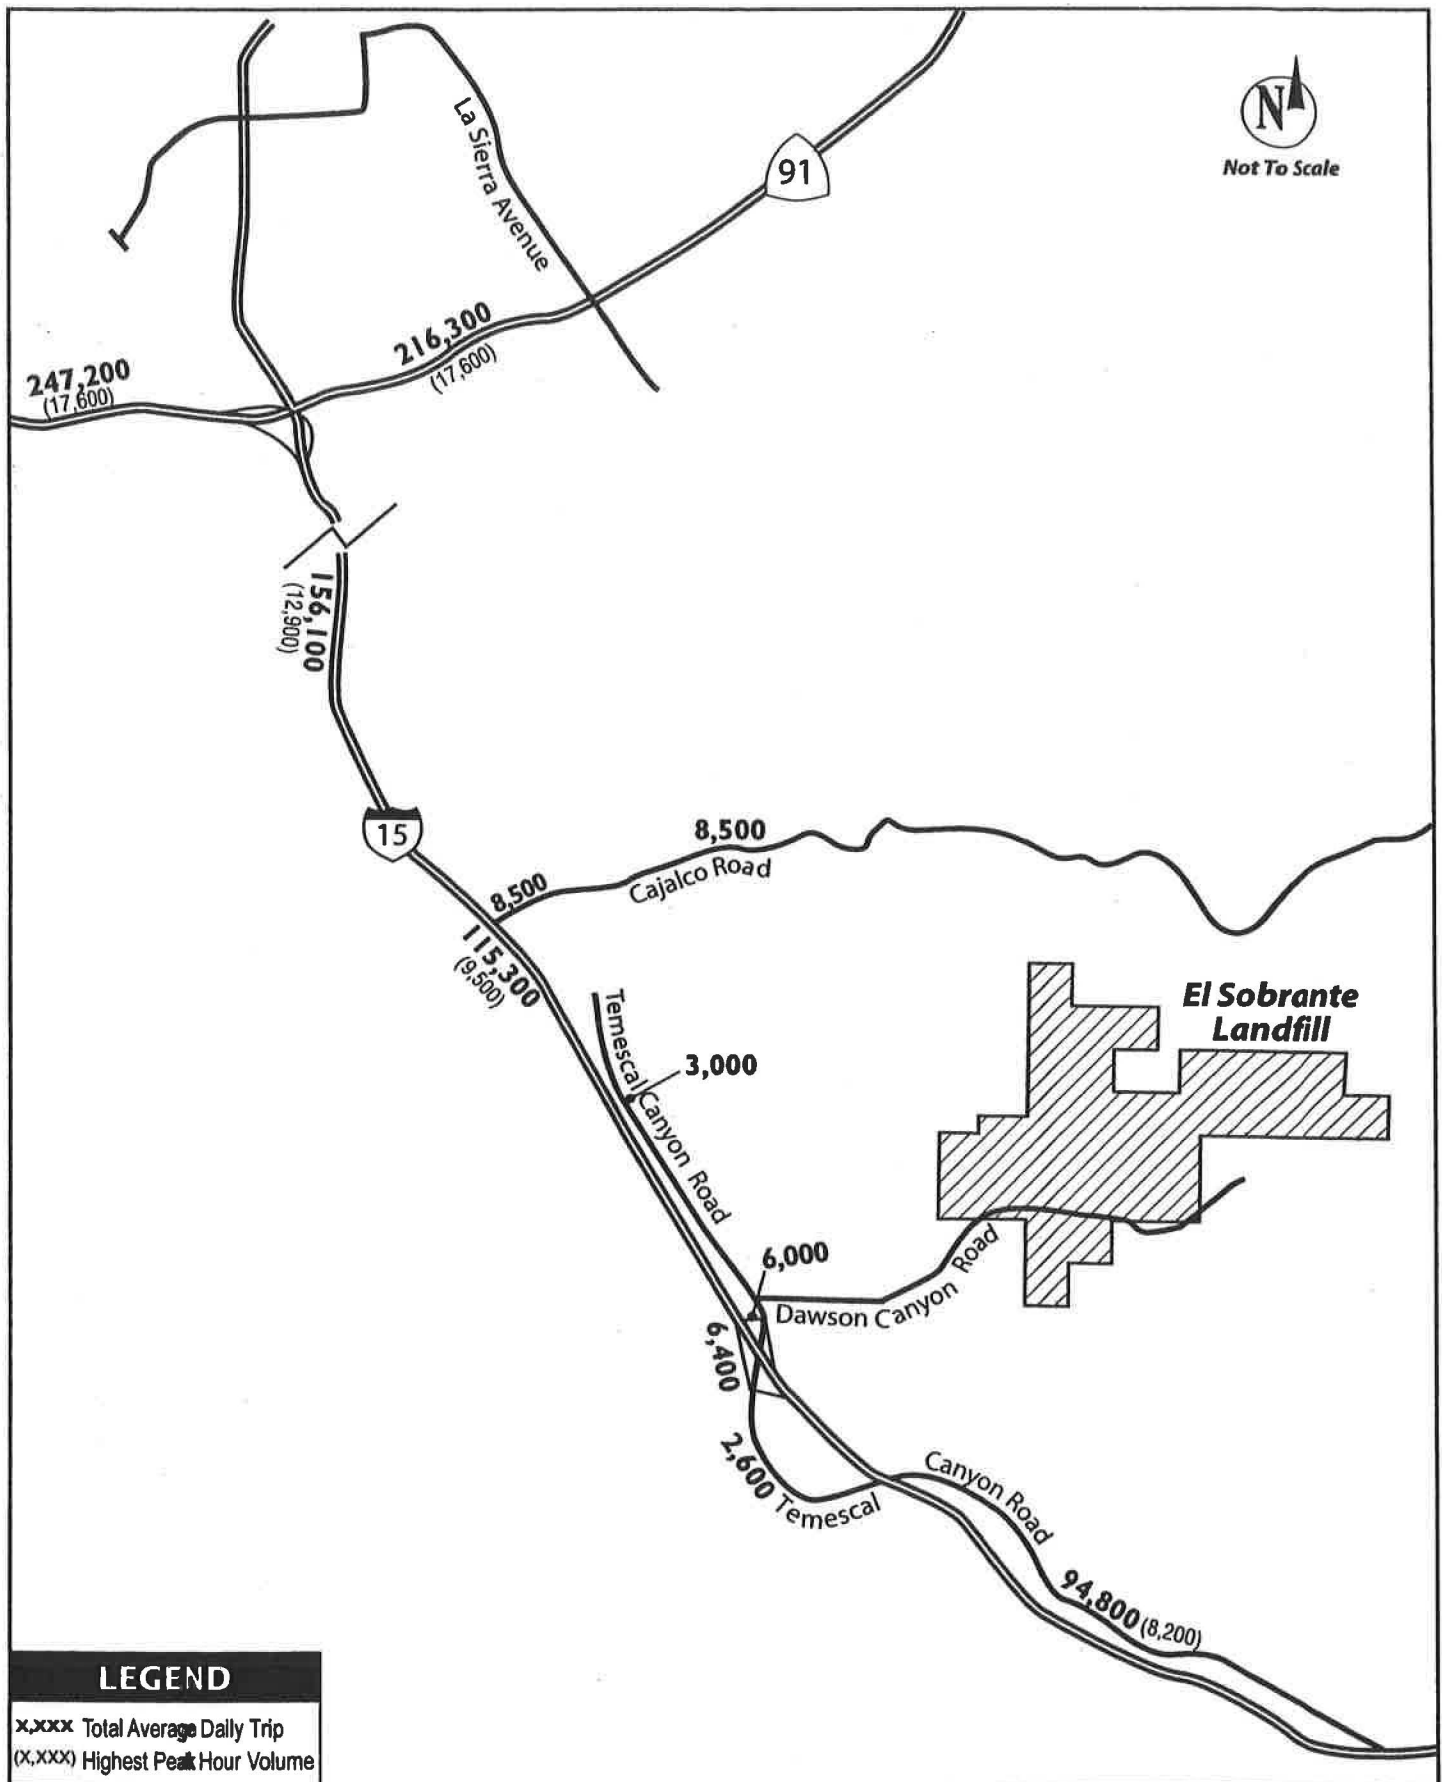 N
Not To Scale
La Sierra Avenue
91
216,300
(17,600)
247,200
(17,600)
156,100
(12,900)
15
8,500
8,500
Cajalco Road
115,300
(9,500)
Temescal Canyon Road
3,000
El Sobrante
Landfill
6,000
Dawson Canyon Road
6,400
2,600
Temescal
Canyon Road
94,800 (8,200)
LEGEND
X,XXX Total Average Daily Trip
(X,XXX) Highest Peak Hour Volume